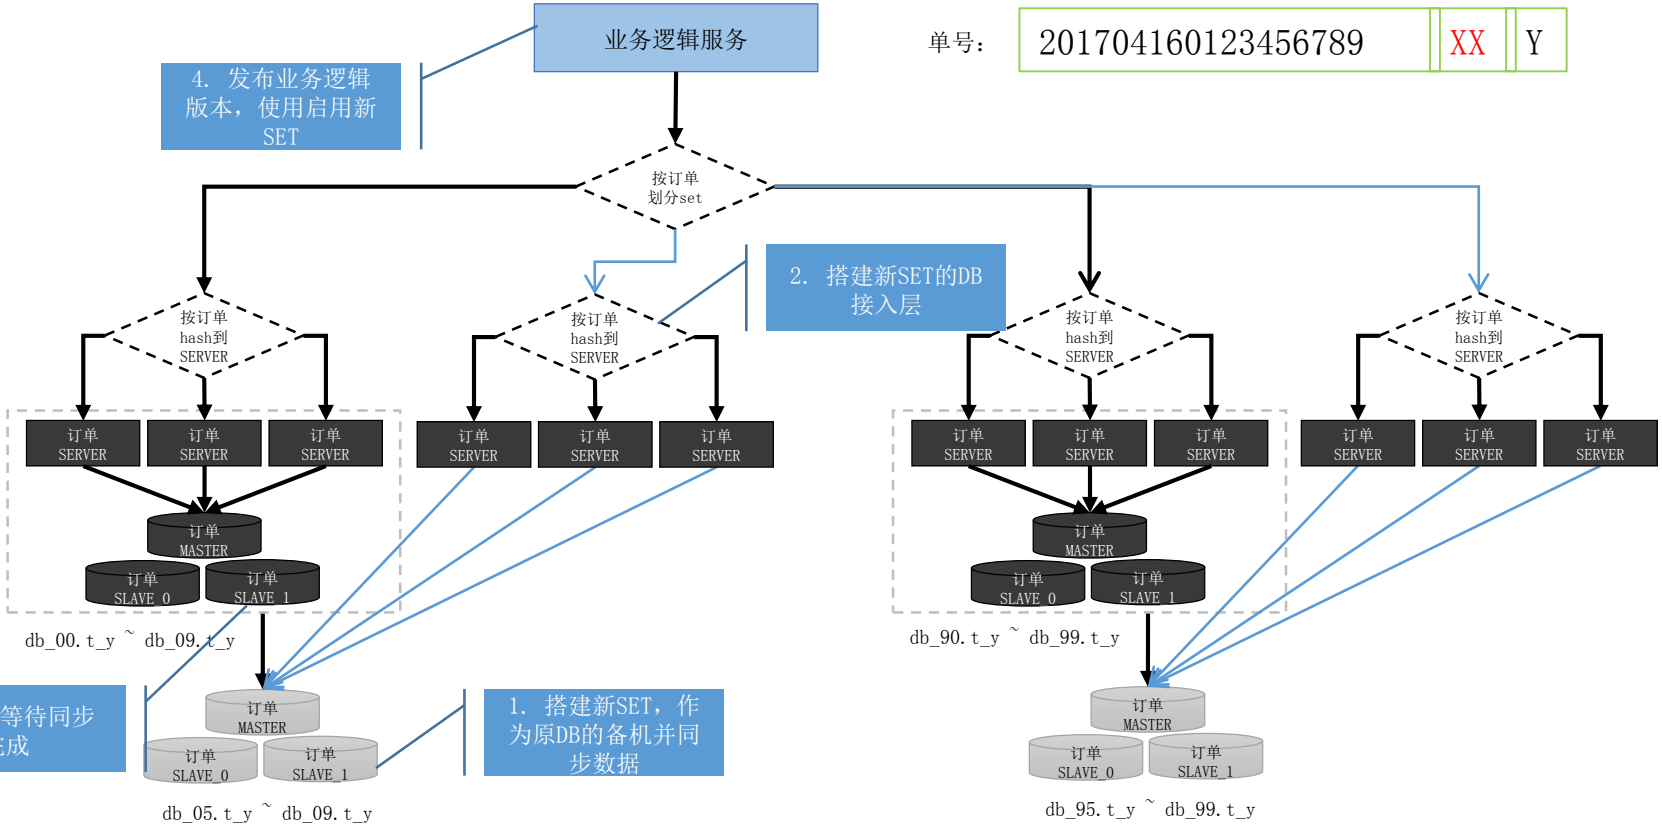 业务逻辑服务
单号：
201704160123456789
XX
Y
4. 发布业务逻辑
版本，使用启用新
SET
按订单
划分set
2. 搭建新SET的DB
接入层
按订单
hash到
SERVER
按订单
hash到
SERVER
按订单
hash到
SERVER
按订单
hash到
SERVER
订单
SERVER
订单
SERVER
订单
SERVER
订单
SERVER
订单
SERVER
订单
SERVER
订单
SERVER
订单
SERVER
订单
SERVER
订单
SERVER
订单
SERVER
订单
SERVER
订单
MASTER
订单
SLAVE_0
订单
SLAVE_1
订单
MASTER
订单
SLAVE_0
订单
SLAVE_1
db_00.t_y ~ db_09.t_y
db_90.t_y ~ db_99.t_y
等待同步
完成
订单
MASTER
订单
SLAVE_0
订单
SLAVE_1
1. 搭建新SET，作
为原DB的备机并同
步数据
订单
MASTER
订单
SLAVE_0
订单
SLAVE_1
db_05.t_y ~ db_09.t_y
db_95.t_y ~ db_99.t_y